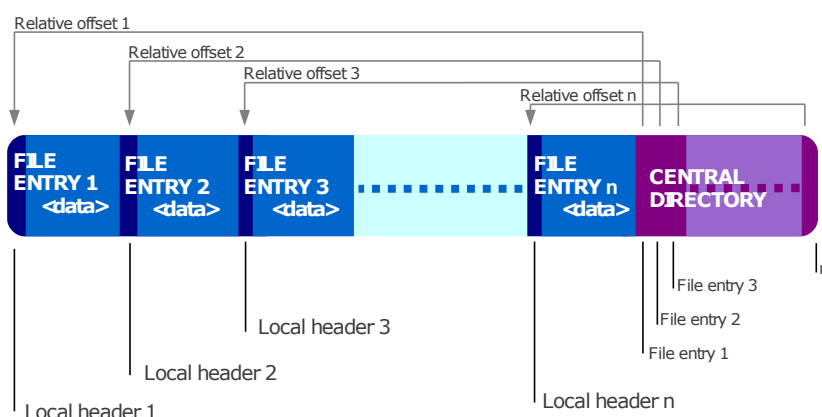 Relative offset 1
Relative offset 2
Relative offset 3
Relative offset n
FILE
ENTRY 1
<data>
FILE
ENTRY 2
<data>
FILE
ENTRY 3
<data>
FILE
ENTRY n
<data>
CENTRAL
DIRECTORY
File entry 3
File entry 2
File entry 1
Local header 3
Local header 2
Local header n
Local header 1